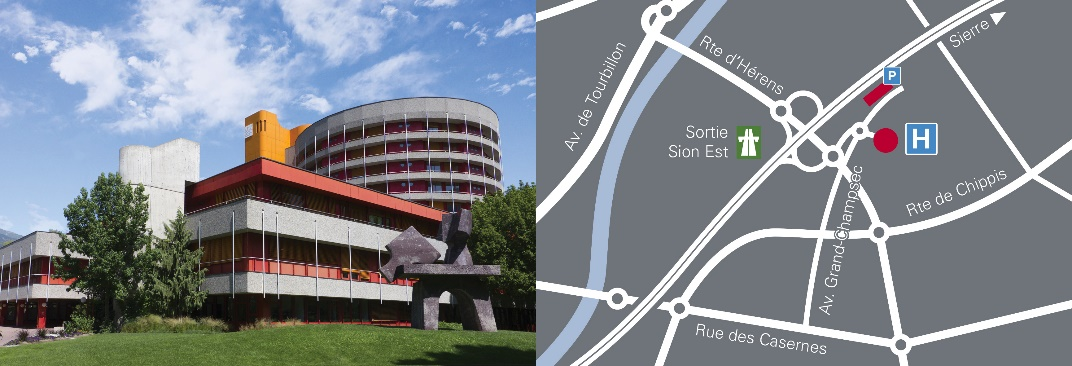 Sierre
Rte d'Hérens
Av. de Tourbillon
P
Sortie
Sion Est
H
Rte de Chippis
Av. Grand-Champsec
Rue des Casernes